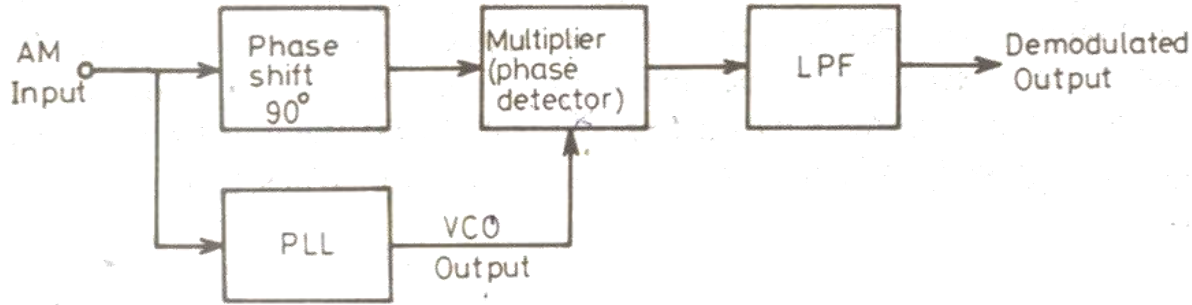 AM
Input
Phase
shift
90°
Multiplier
(phase
detector)
LPF
Demodulated
Output
PLL
VCO
Output